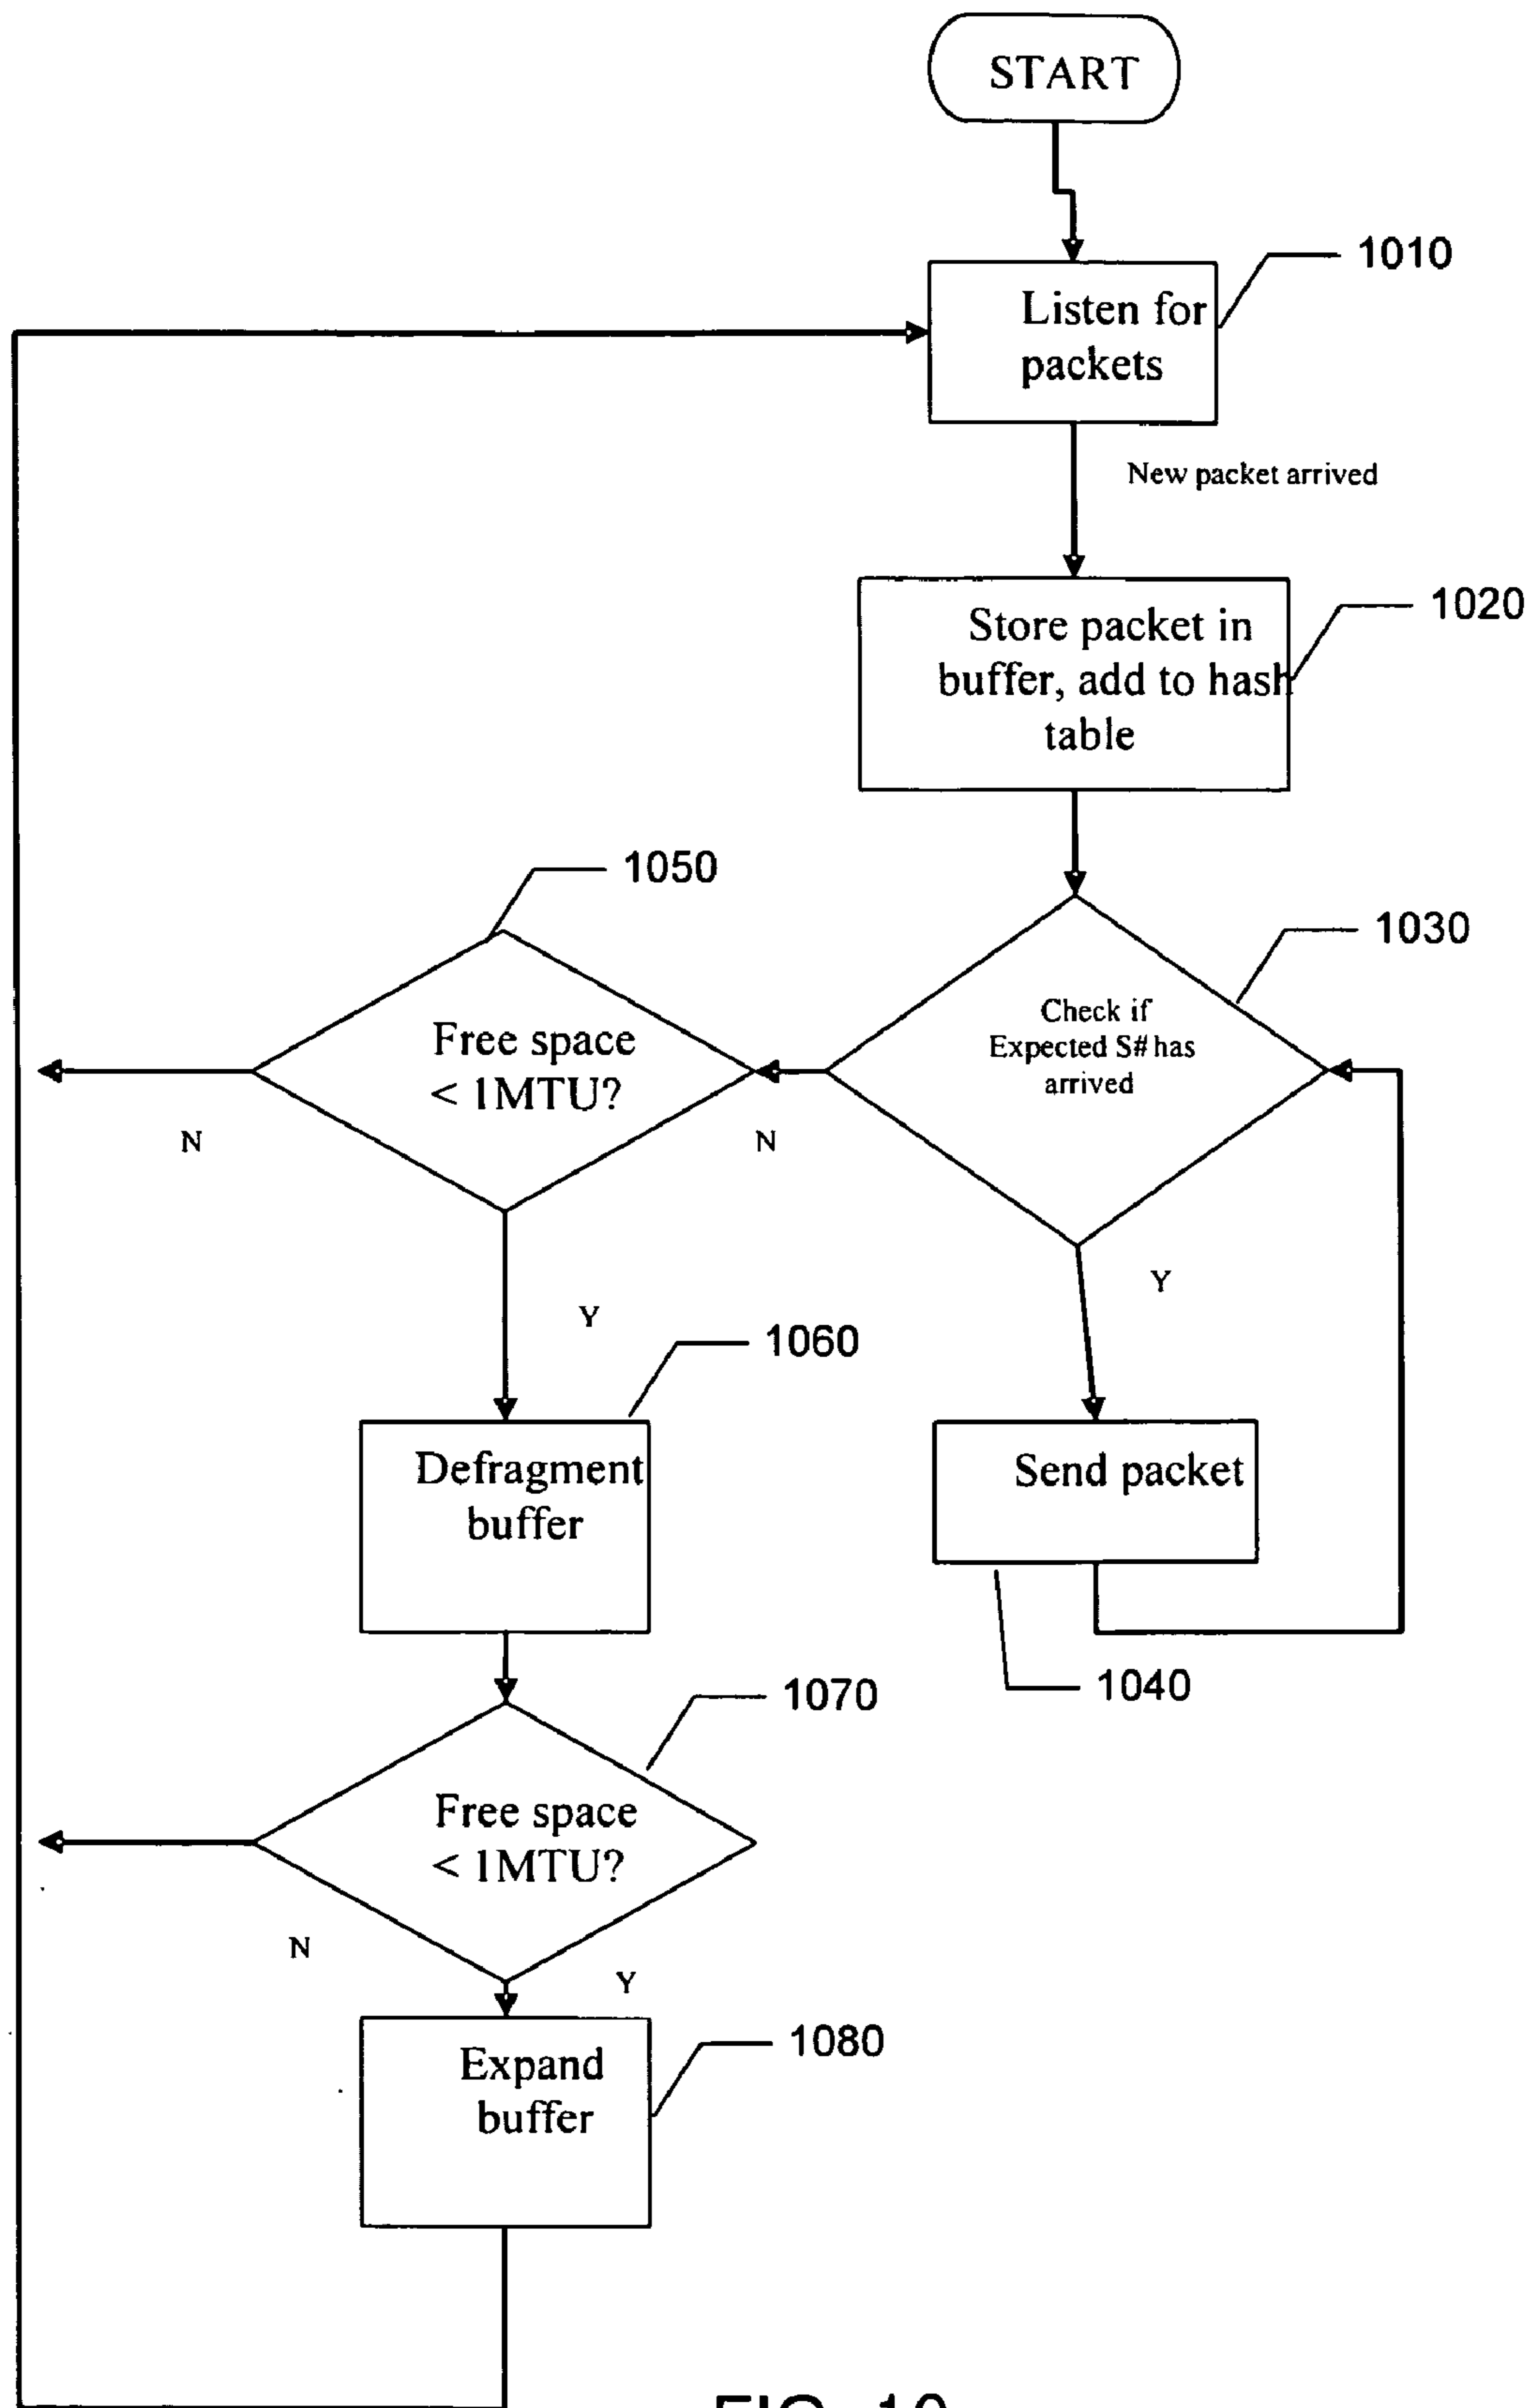 START
1010
Listen for
packets
New packet arrived
1020
Store packet in
buffer, add to hash
table
1050
1030
Free space
< 1MTU?
Check if
Expected S# has
arrived
N
N
Y
Y
1060
Defragment
buffer
Send packet
1040
1070
Free space
< 1MTU?
N
Y
1080
Expand
buffer
FIG. 10